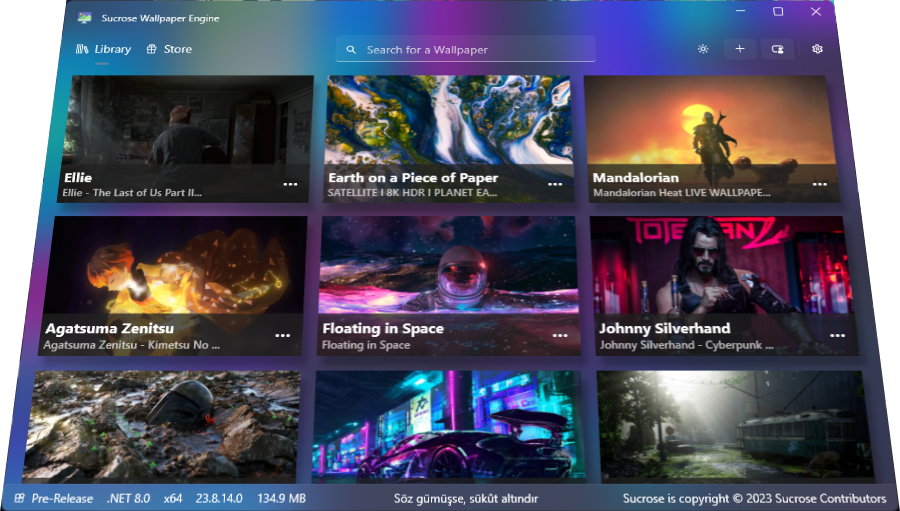 Sucrose Wallpaper Engine
Library Store
Search for a Wallpaper
Ellie
Ellie - The Last of Us Part II...
Earth on a Piece of Paper
SATELLITE I 8K HDR I PLANET EA...
Mandalorian
Mandalorian Heat LIVE WALLPAPE...
Agatsuma Zenitsu
Agatsuma Zenitsu - Kimetsu No ...
Floating in Space
Floating in Space
Johnny Silverhand
Johnny Silverhand - Cyberpunk ...
Pre-Release .NET 8.0 x64 23.8.14.0 134.9 MB
Söz gümüşse, sükût altındır
Sucrose is copyright © 2023 Sucrose Contributors